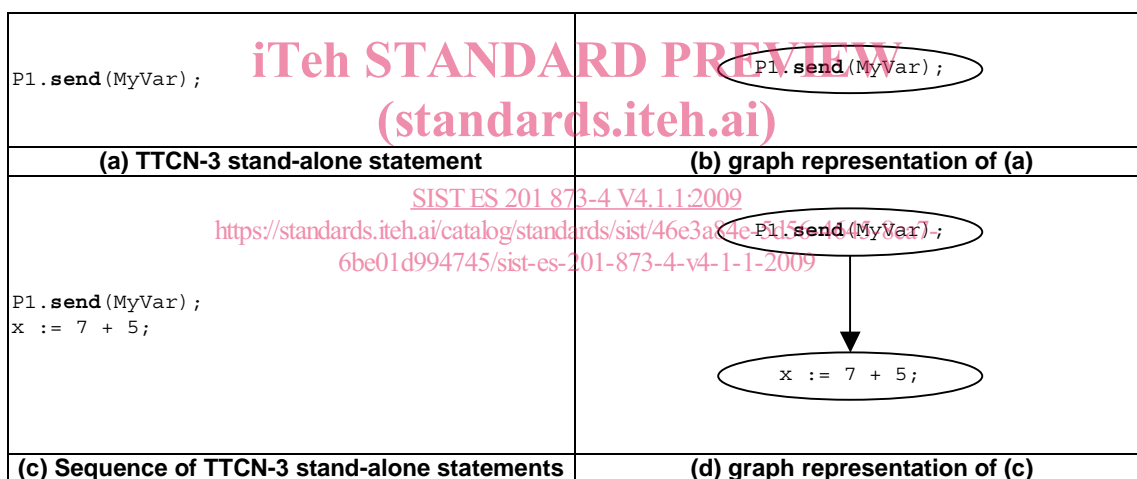 iTeh STANDARD PREVIEW
(standards.iteh.ai)
P1.send(MyVar);
P1.send(MyVar);
(a) TTCN-3 stand-alone statement
(b) graph representation of (a)
SIST ES 201 873-4 V4.1.1:2009
https://standards.iteh.ai/catalog/standards/sist/46e3a84e-5d56-4645-8ca7-
6be01d994745/sist-es-201-873-4-v4-1-1-2009
P1.send(MyVar);
x := 7 + 5;
P1.send(MyVar);
x := 7 + 5;
(c) Sequence of TTCN-3 stand-alone statements
(d) graph representation of (c)